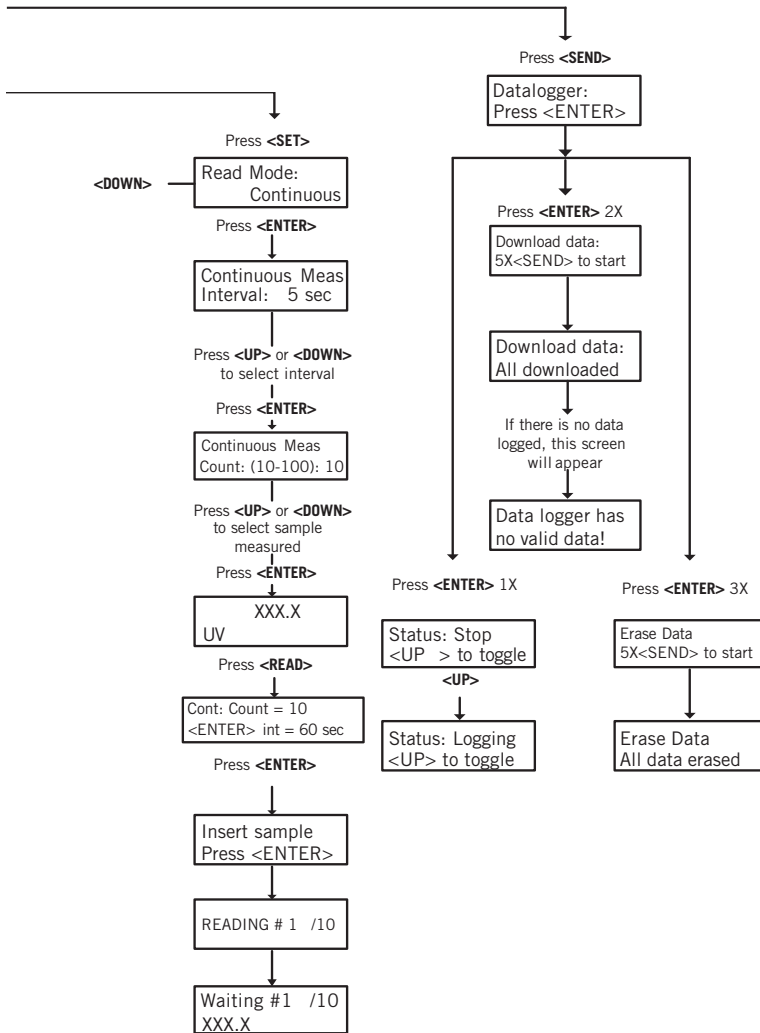 Press <SET>
<DOWN>
Read Mode:
Continuous
Press <ENTER>
Continuous Meas
Interval: 5 sec
Press <UP> or <DOWN>
to select interval
Press <ENTER>
Continuous Meas
Count: (10-100): 10
Press <UP> or <DOWN>
to select sample
measured
Press <ENTER>
XXX.X
UV
Press <READ>
Cont: Count = 10
<ENTER> int = 60 sec
Press <ENTER>
Insert sample
Press <ENTER>
READING # 1 /10
Waiting #1 /10
XXX.X
Press <SEND>
Datalogger:
Press <ENTER>
Press <ENTER> 2X
Download data:
5X<SEND> to start
Download data:
All downloaded
If there is no data
logged, this screen
will appear
Data logger has
no valid data!
Press <ENTER> 1X
Status: Stop
<UP > to toggle
<UP>
Status: Logging
<UP> to toggle
Press <ENTER> 3X
Erase Data
5X<SEND> to start
Erase Data
All data erased